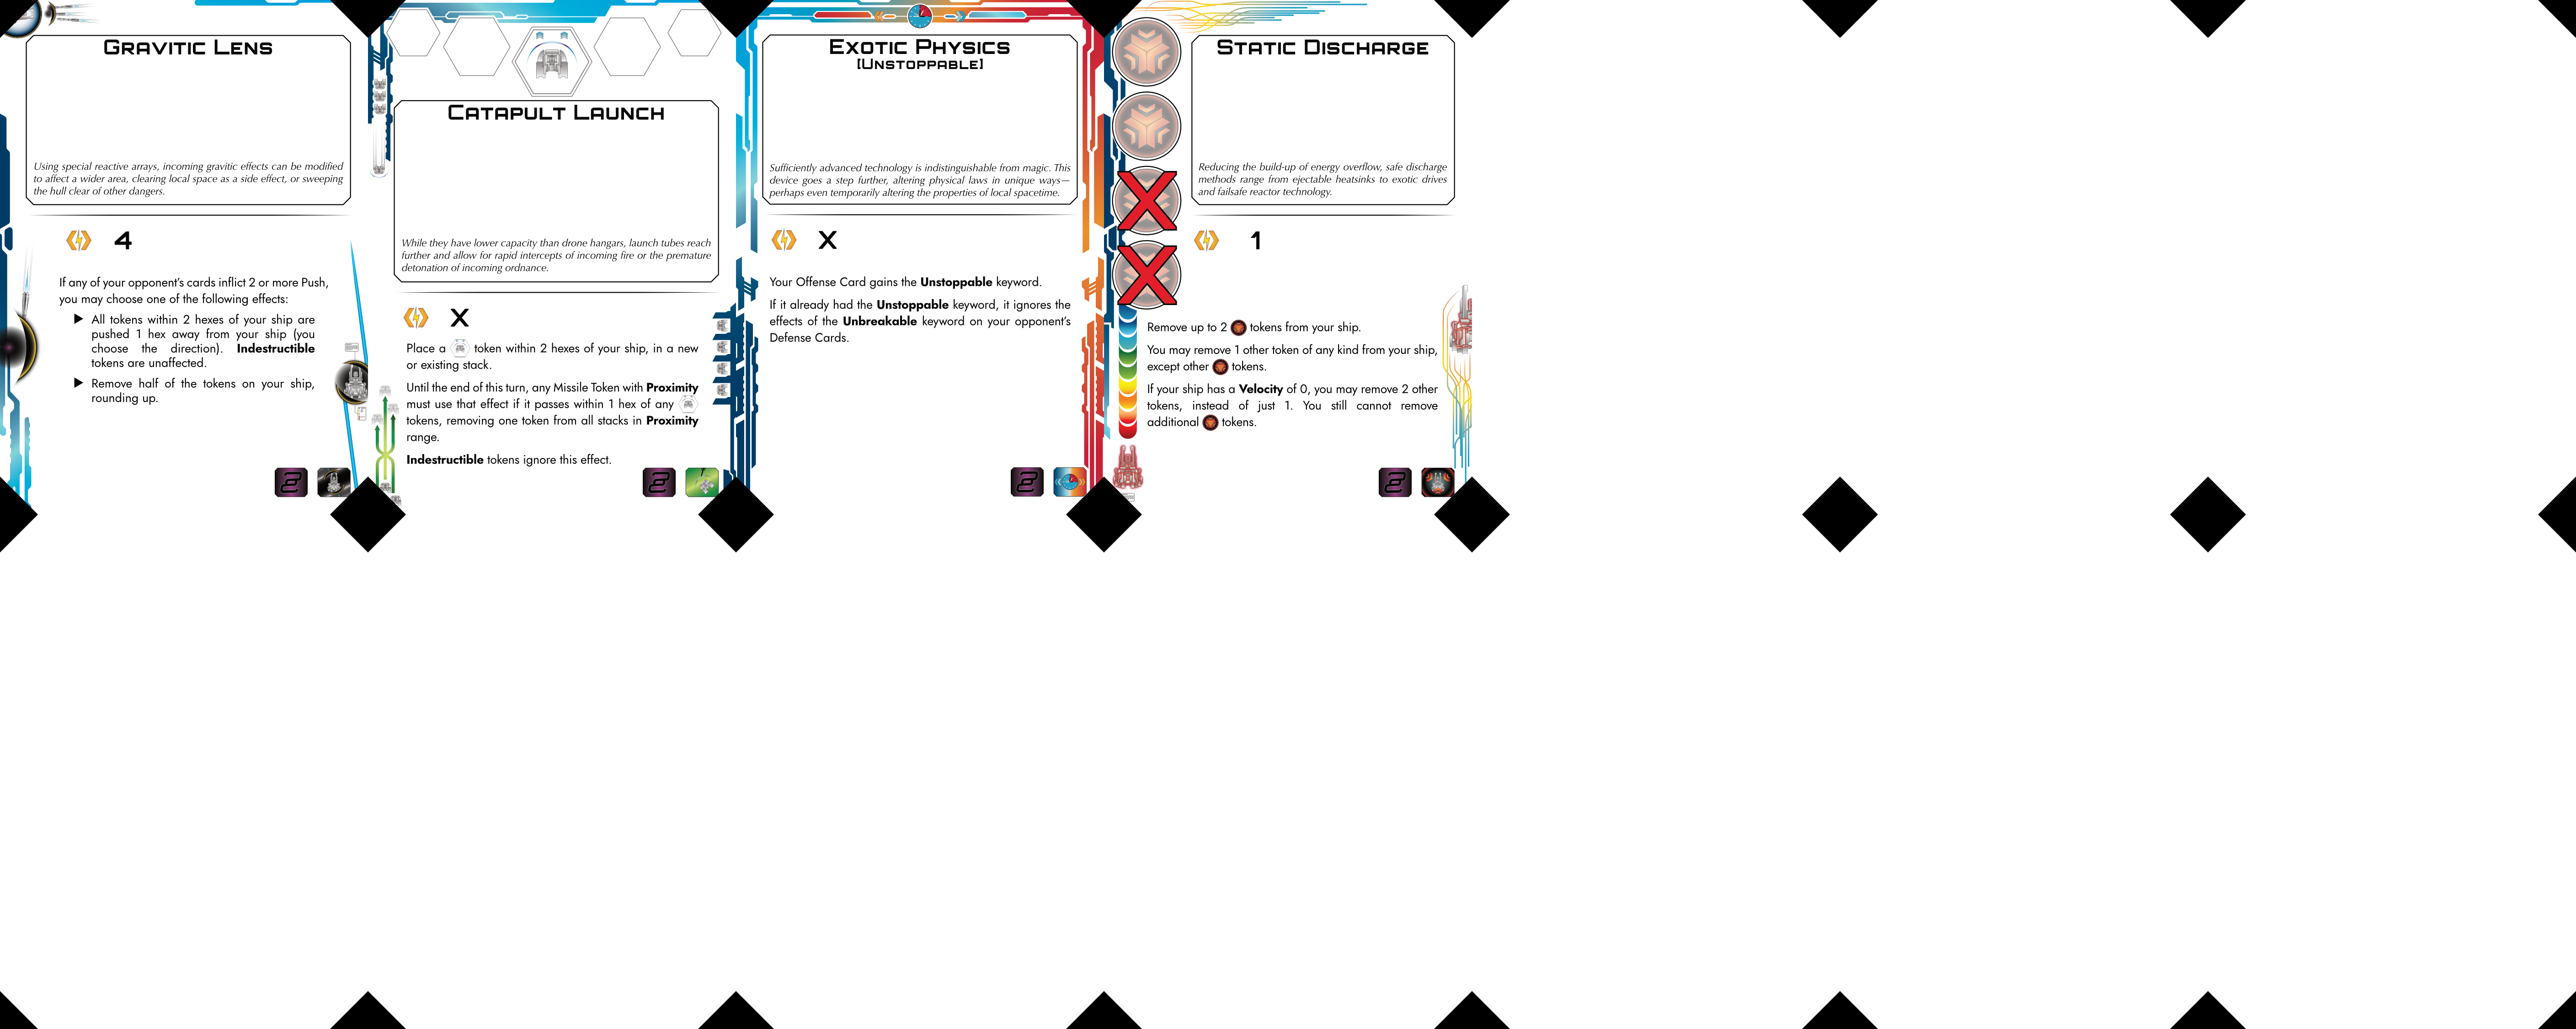 Gravitic Lens
Using special reactive arrays, incoming gravitic effects can be modified
to affect a wider area, clearing local space as a side effect, or sweeping
the hull clear of other dangers.
4
If any of your opponent's cards inflict 2 or more Push,
you may choose one of the following effects:
▶ All tokens within 2 hexes of your ship are
pushed 1 hex away from your ship (you
choose the direction). Indestructible
tokens are unaffected.
▶ Remove half of the tokens on your ship,
rounding up.
Catapult Launch
While they have lower capacity than drone hangars, launch tubes reach
further and allow for rapid intercepts of incoming fire or the premature
detonation of incoming ordnance.
X
Place a token within 2 hexes of your ship, in a new
or existing stack.
Until the end of this turn, any Missile Token with Proximity
must use that effect if it passes within 1 hex of any
tokens, removing one token from all stacks in Proximity
range.
Indestructible tokens ignore this effect.
Exotic Physics
[Unstoppable]
Sufficiently advanced technology is indistinguishable from magic. This
device goes a step further, altering physical laws in unique ways—
perhaps even temporarily altering the properties of local spacetime.
X
Your Offense Card gains the Unstoppable keyword.
If it already had the Unstoppable keyword, it ignores the
effects of the Unbreakable keyword on your opponent's
Defense Cards.
Static Discharge
Reducing the build-up of energy overflow, safe discharge
methods range from ejectable heatsinks to exotic drives
and failsafe reactor technology.
1
Remove up to 2 tokens from your ship.
You may remove 1 other token of any kind from your ship,
except other tokens.
If your ship has a Velocity of 0, you may remove 2 other
tokens, instead of just 1. You still cannot remove
additional tokens.